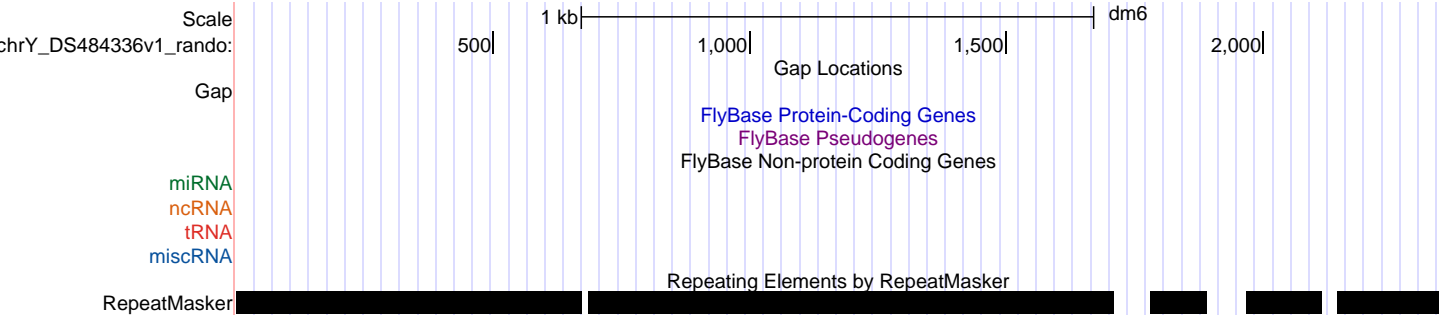 Scale 1 kb dm6
chrY_DS484336v1_rando: 500 1,000 1,500 2,000
Gap Locations
Gap
FlyBase Protein-Coding Genes
FlyBase Pseudogenes
FlyBase Non-protein Coding Genes
miRNA
ncRNA
tRNA
miscRNA
Repeating Elements by RepeatMasker
RepeatMasker